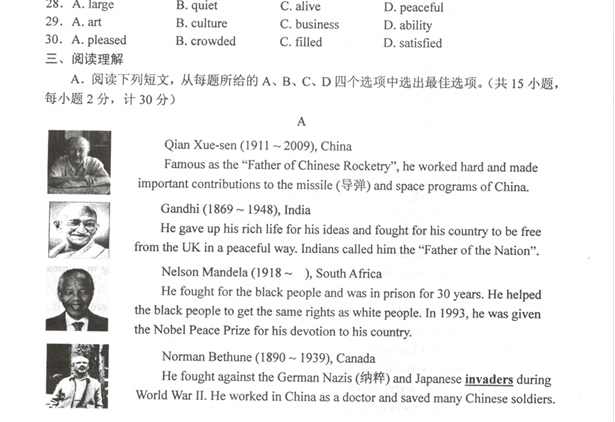 28. A. large B. quiet C. alive D. peaceful
29. A. art B. culture C. business D. ability
30. A. pleased B. crowded C. filled D. satisfied
三、阅读理解
A. 阅读下列短文，从每题所给的 A、B、C、D 四个选项中选出最佳选项。（共 15 小题，
每小题 2 分，计 30 分）
A
Qian Xue-sen (1911 ~ 2009), China
Famous as the “Father of Chinese Rocketry”, he worked hard and made
important contributions to the missile (导弹) and space programs of China.
Gandhi (1869 ~ 1948), India
He gave up his rich life for his ideas and fought for his country to be free
from the UK in a peaceful way. Indians called him the “Father of the Nation”.
Nelson Mandela (1918 ~ ), South Africa
He fought for the black people and was in prison for 30 years. He helped
the black people to get the same rights as white people. In 1993, he was given
the Nobel Peace Prize for his devotion to his country.
Norman Bethune (1890 ~ 1939), Canada
He fought against the German Nazis (纳粹) and Japanese invaders during
World War II. He worked in China as a doctor and saved many Chinese soldiers.